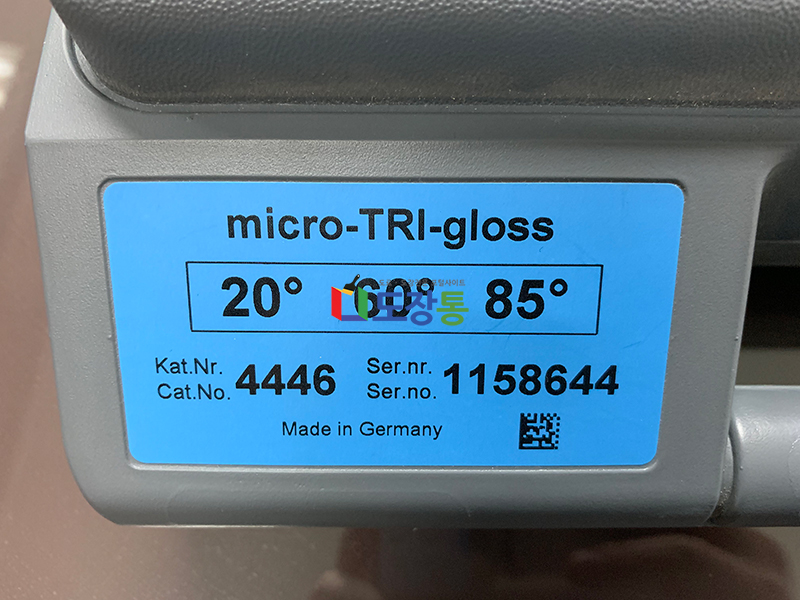 micro-TRI-gloss
20° 60° 85°
도장통
Kat.Nr. Cat.No. 4446 Ser.nr. Ser.no. 1158644
Made in Germany